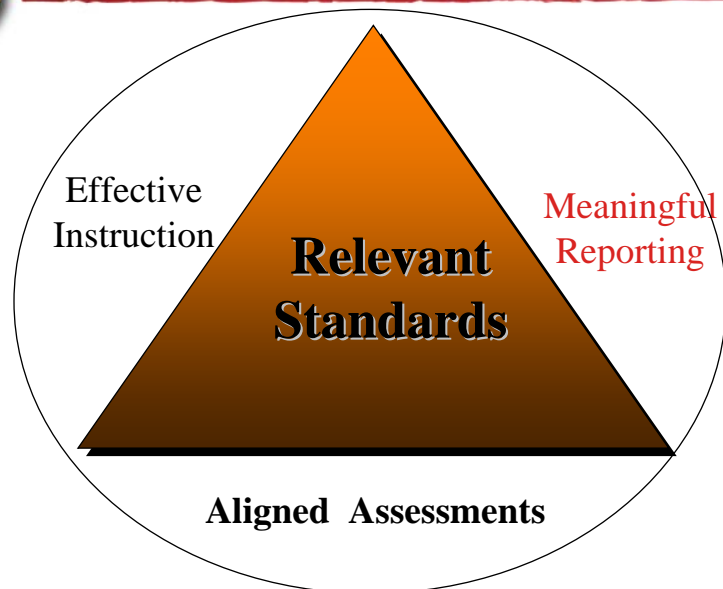 Effective
Instruction
Meaningful
Reporting
Relevant
Standards
Aligned Assessments